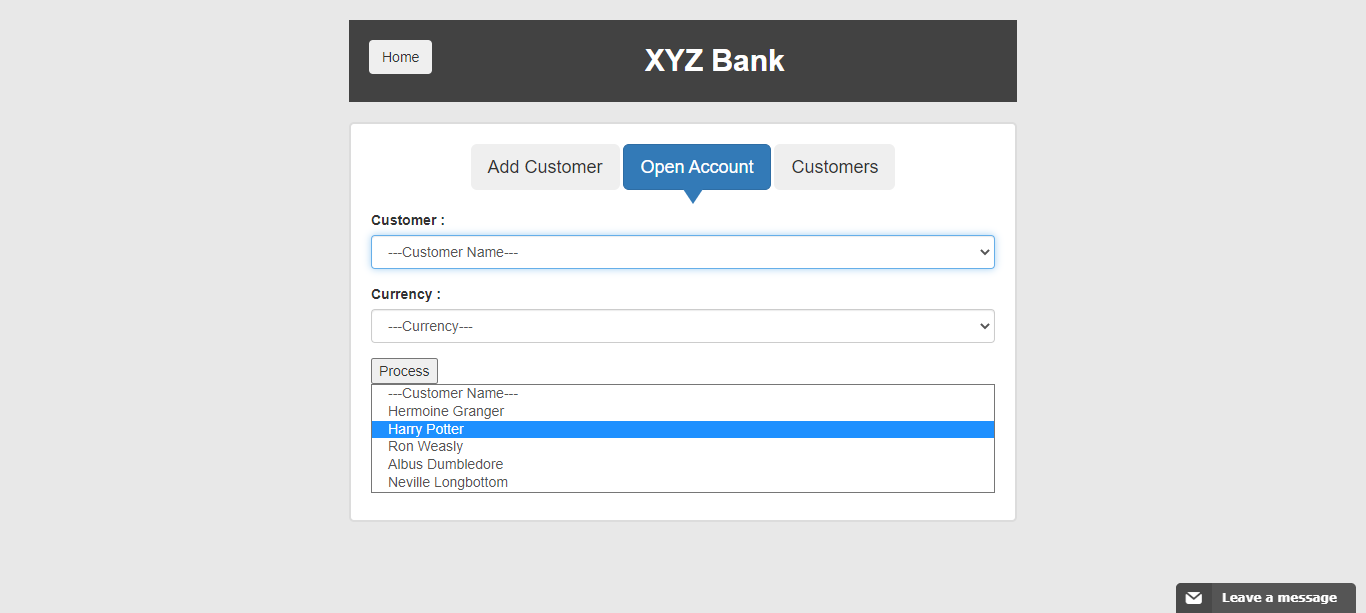 Home
XYZ Bank
Add Customer
Open Account
Customers
Customer :
---Customer Name---
Currency :
---Currency---
Process
---Customer Name---
Hermoine Granger
Harry Potter
Ron Weasly
Albus Dumbledore
Neville Longbottom
Leave a message